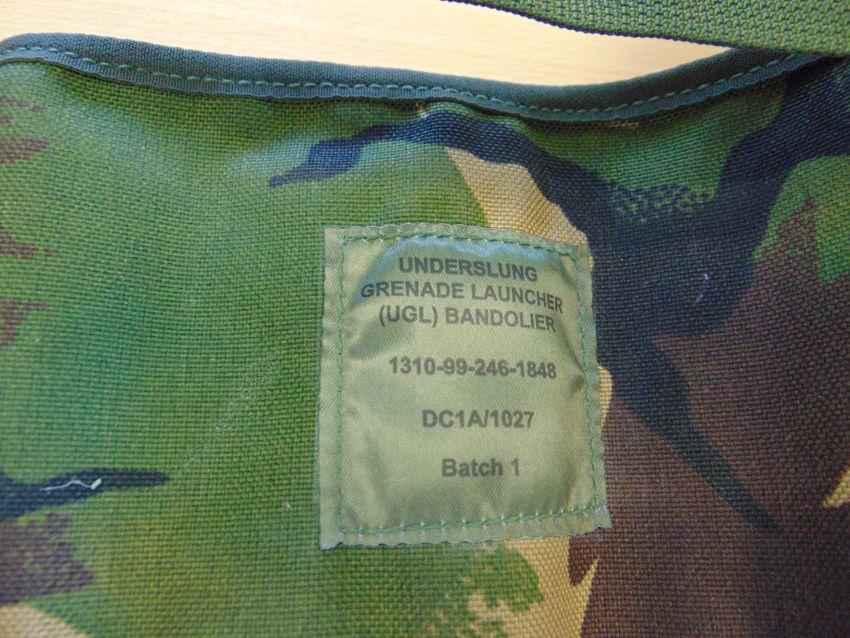 UNDERSLUNG
GRENADE LAUNCHER
(UGL) BANDOLIER
1310-99-246-1848
DC1A/1027
Batch 1